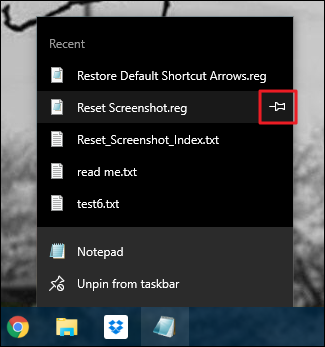 Recent
Restore Default Shortcut Arrows.reg
Reset Screenshot.reg
Reset_Screenshot_Index.txt
read me.txt
test6.txt
Notepad
Unpin from taskbar